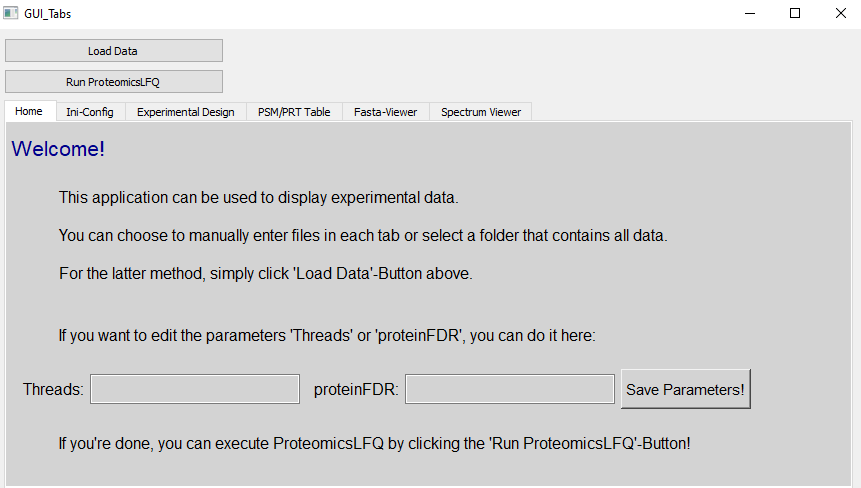 GUI_Tabs
Load Data
Run ProteomicsLFQ
Home Ini-Config Experimental Design PSM/PRT Table Fasta-Viewer Spectrum Viewer
Welcome!
This application can be used to display experimental data.
You can choose to manually enter files in each tab or select a folder that contains all data.
For the latter method, simply click 'Load Data'-Button above.
If you want to edit the parameters 'Threads' or 'proteinFDR', you can do it here:
Threads: proteinFDR: Save Parameters!
If you're done, you can execute ProteomicsLFQ by clicking the 'Run ProteomicsLFQ'-Button!